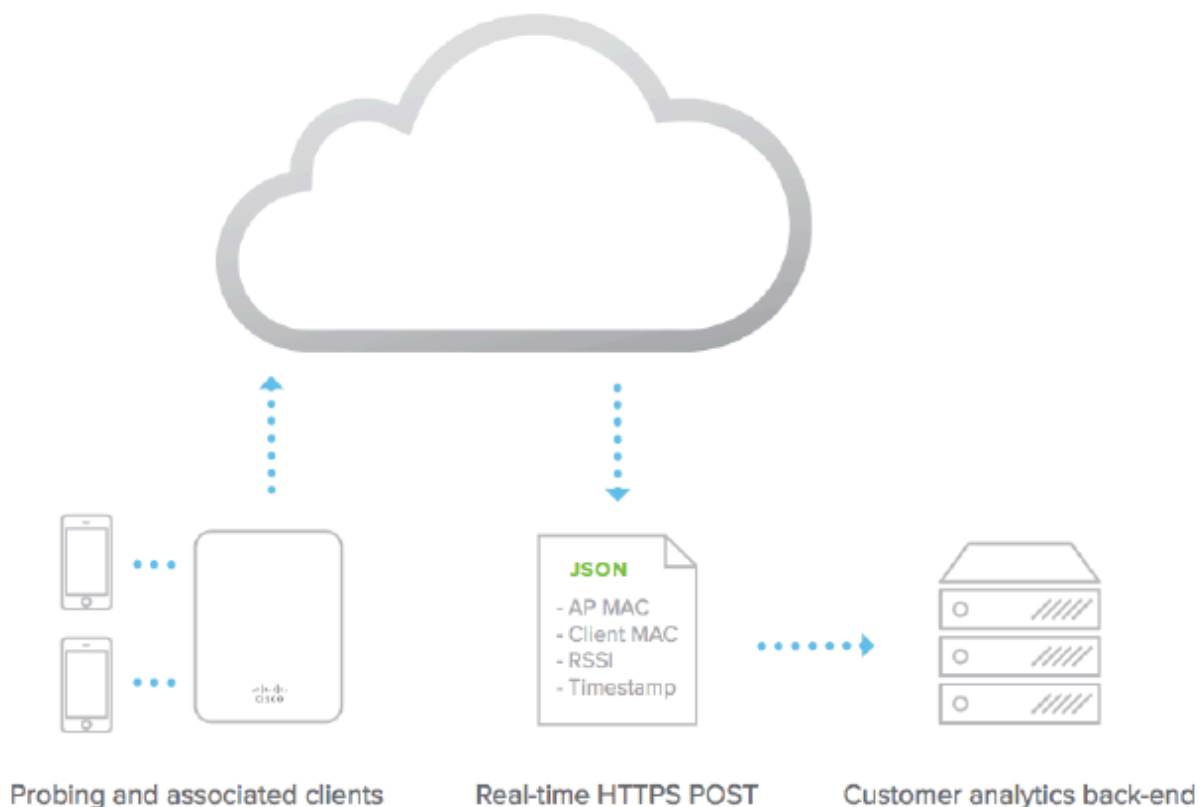 CISCO
JSON
- AP MAC
- Client MAC
- RSSI
- Timestamp
Probing and associated clients
Real-time HTTPS POST
Customer analytics back-end